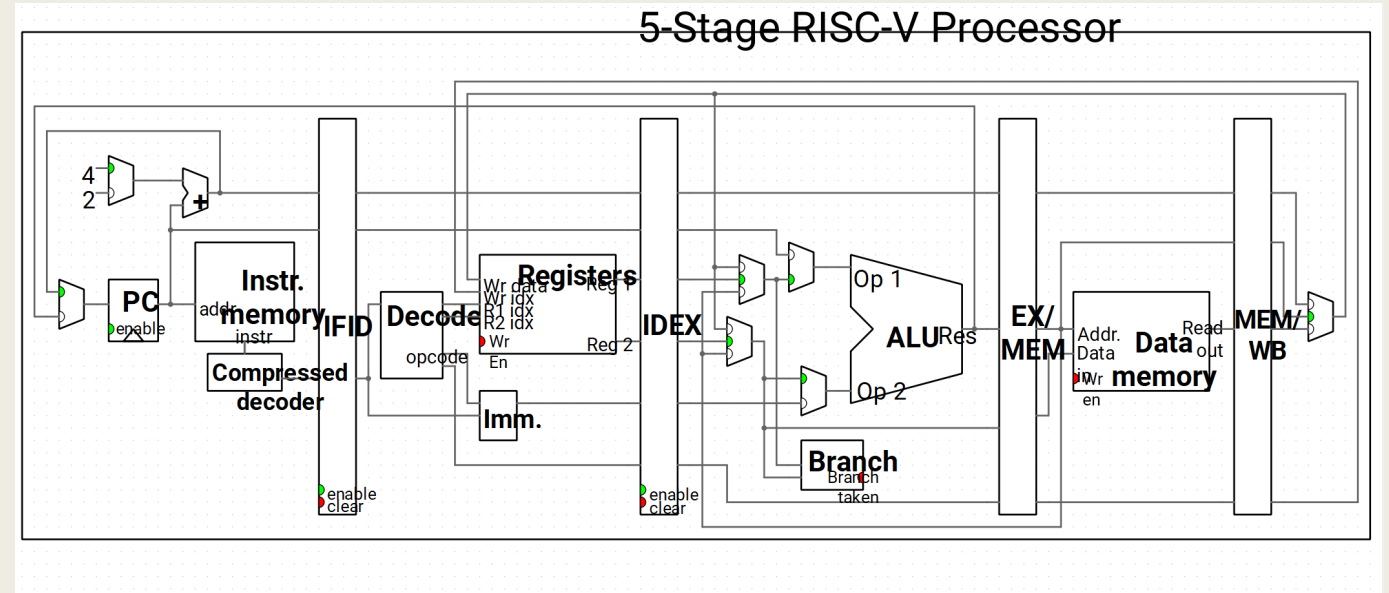 5-Stage RISC-V Processor
4
2
+
PC
enable
Instr.
memory
addr
instr
Compressed
decoder
IFID
enable
clear
Decode
opcode
Registers
Wr data
Wr idx
R1 idx
R2 idx
Wr
En
Reg 1
Reg 2
Imm.
IDEX
enable
clear
Op 1
ALU
Res
Op 2
Branch
Branch
taken
EX/
MEM
Addr.
Data
in
Wr
en
Data
memory
Read
out
MEM/
WB